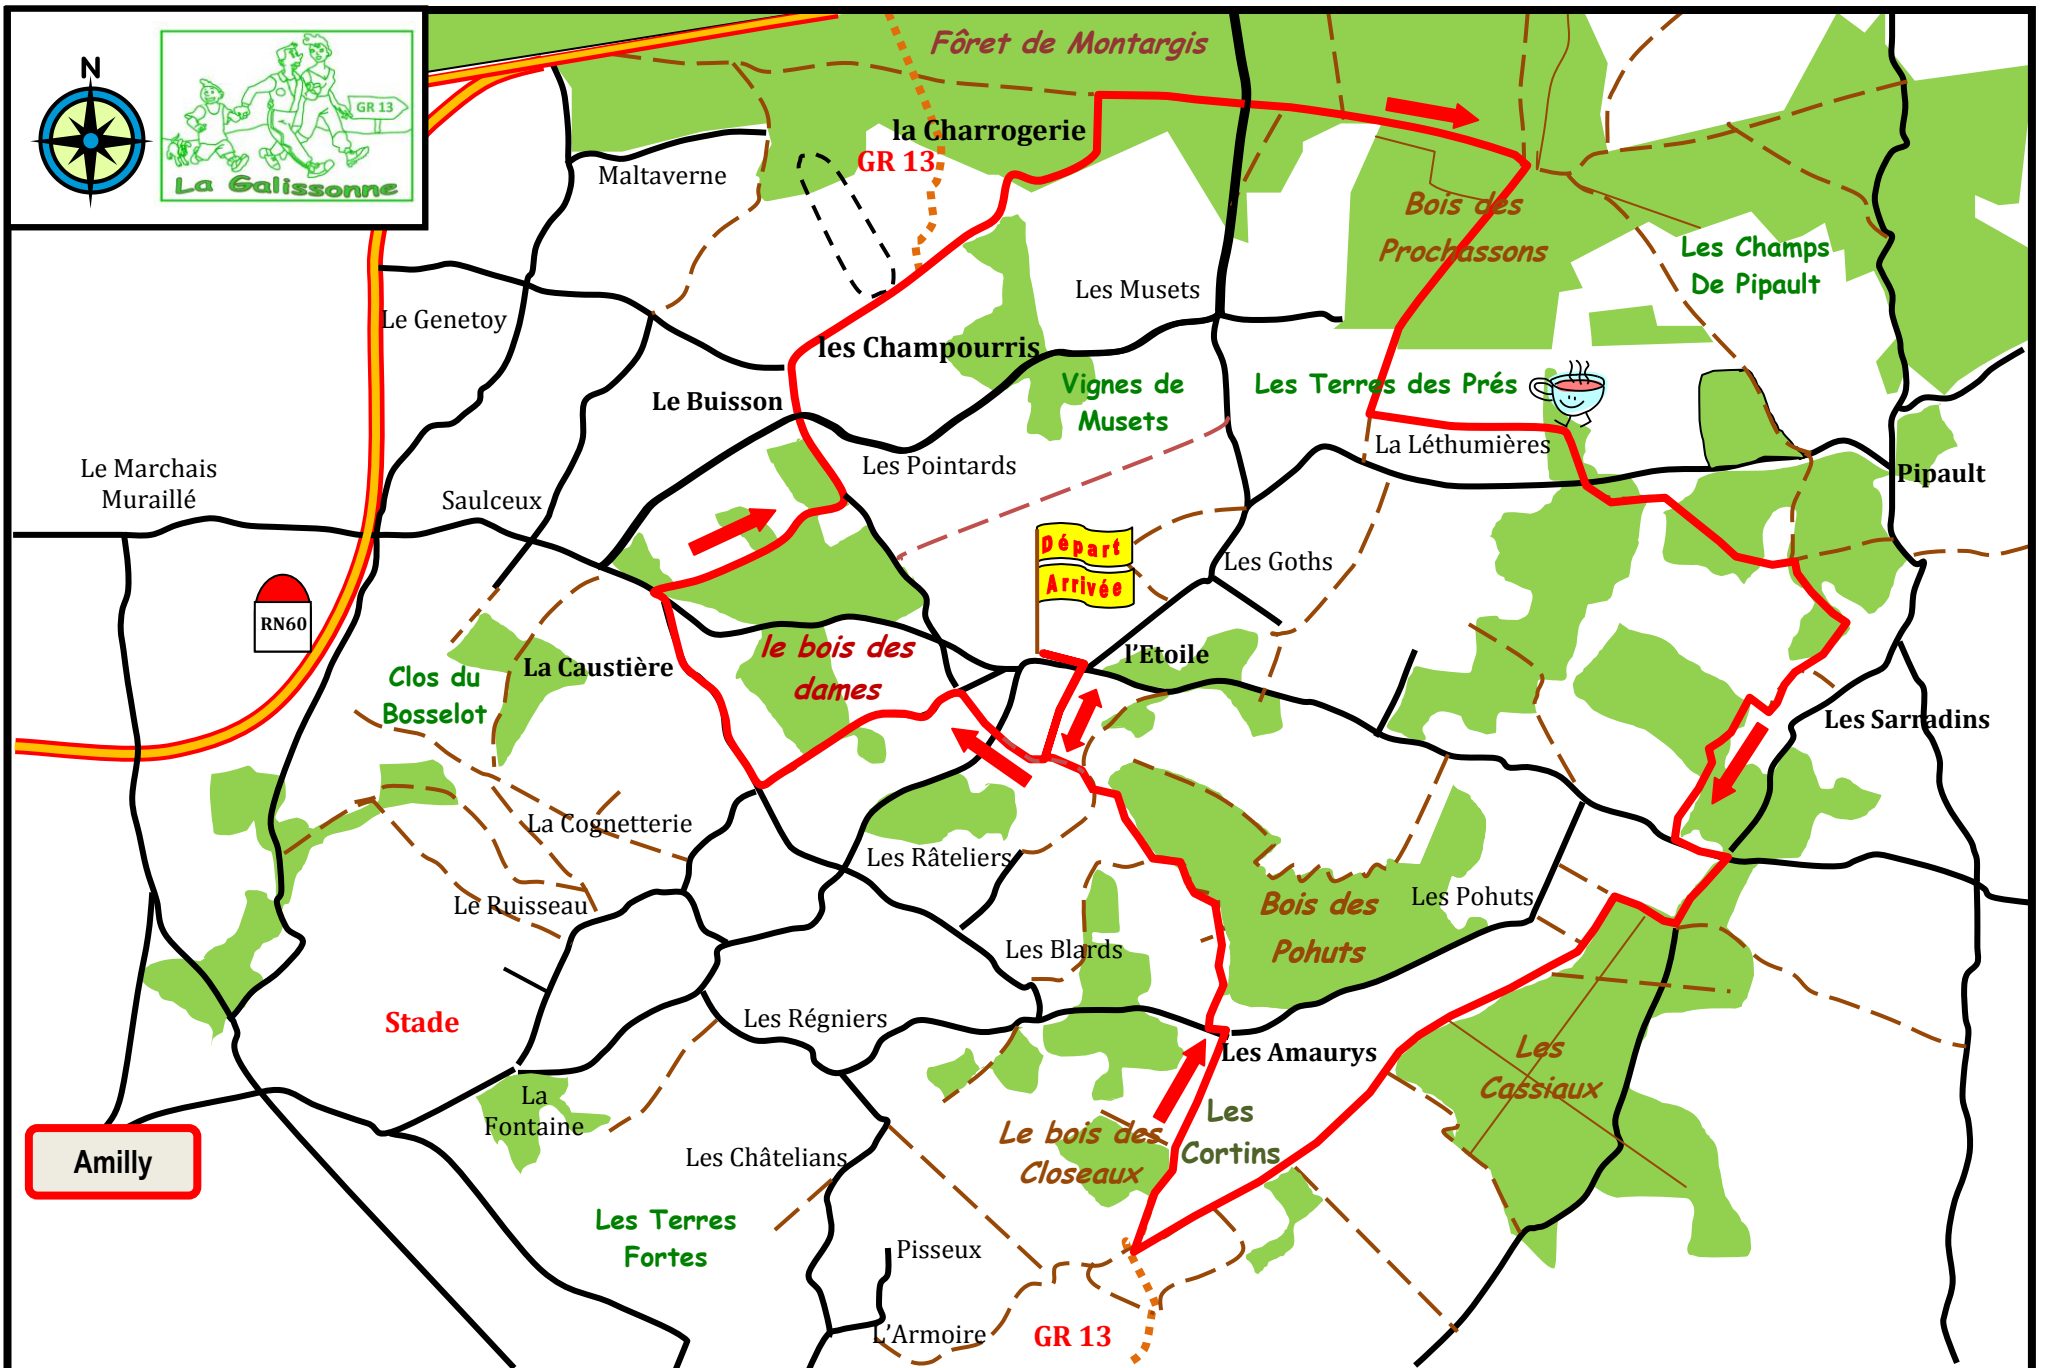 N
GR 13
La Galissonne
Fôret de Montargis
la Charrogerie
GR 13
Maltaverne
Bois des
Prochassons
Les Champs
De Pipault
Les Musets
Le Genetoy
les Champourris
Vignes de
Musets
Les Terres des Prés
Le Buisson
La Léthumières
Les Pointards
Le Marchais
Muraillé
Saulceux
Pipault
Départ
Arrivée
Les Goths
RN60
le bois des
dames
l'Etoile
La Caustière
Clos du
Bosselot
Les Sarradins
La Cognetterie
Les Râteliers
Le Ruisseau
Bois des
Pohuts
Les Pohuts
Les Blards
Stade
Les Régniers
Les Amaurys
Les
Cassiaux
La
Fontaine
Les
Cortins
Le bois des
Closeaux
Amilly
Les Châtelians
Les Terres
Fortes
Pisseux
L'Armoire
GR 13